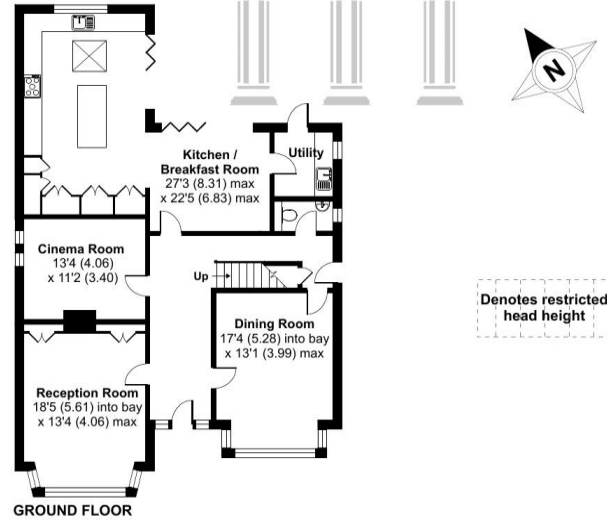 N
Utility
Kitchen /
Breakfast Room
27'3 (8.31) max
x 22'5 (6.83) max
Cinema Room
13'4 (4.06)
x 11'2 (3.40)
Up
Denotes restricted
head height
Dining Room
17'4 (5.28) into bay
x 13'1 (3.99) max
Reception Room
18'5 (5.61) into bay
x 13'4 (4.06) max
GROUND FLOOR